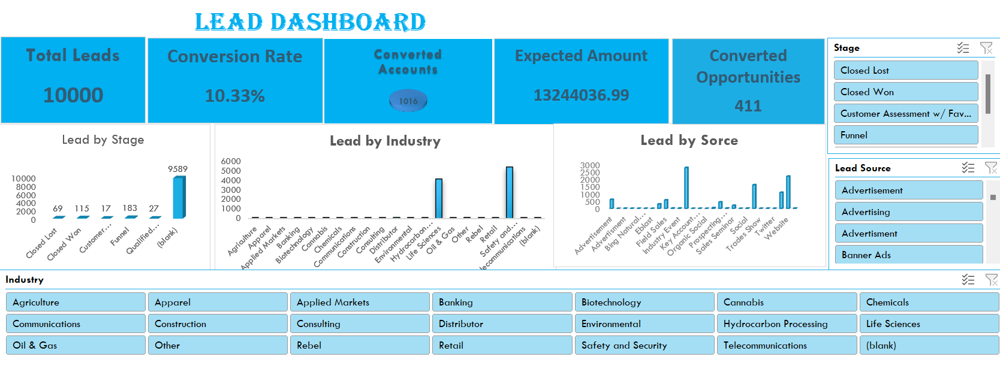 LEAD DASHBOARD
Total Leads
10000
Conversion Rate
10.33%
Converted
Accounts
1016
Expected Amount
13244036.99
Converted
Opportunities
411
Stage
Closed Lost
Closed Won
Customer Assessment w/ Fav...
Funnel
Lead by Stage
10000
8000
6000
4000
2000
0
69
115
17
183
27
9589
Closed Lost
Closed Won
Customer...
Funnel
Qualified...
(blank)
Lead by Industry
6000
5000
4000
3000
2000
1000
0
Agriculture
Apparel
Applied Markets
Banking
Biotechnology
Cannabis
Chemicals
Communications
Construction
Consulting
Distributor
Environmental
Hydrocarbon...
Life Sciences
Oil & Gas
Other
Rebel
Retail
Safety and...
lecommunications
(blank)
Lead by Sorce
3000
2500
2000
1500
1000
500
0
Advertisement
Advertisment
Bing Natural...
Eblast
Field Sales
Industry Event
Key Account...
Organic Social
Prospecting...
Sales Seminar
Social
Trades Show
Twitter
Website
Lead Source
Advertisement
Advertising
Advertisment
Banner Ads
Industry
Agriculture
Apparel
Applied Markets
Banking
Biotechnology
Cannabis
Chemicals
Communications
Construction
Consulting
Distributor
Environmental
Hydrocarbon Processing
Life Sciences
Oil & Gas
Other
Rebel
Retail
Safety and Security
Telecommunications
(blank)